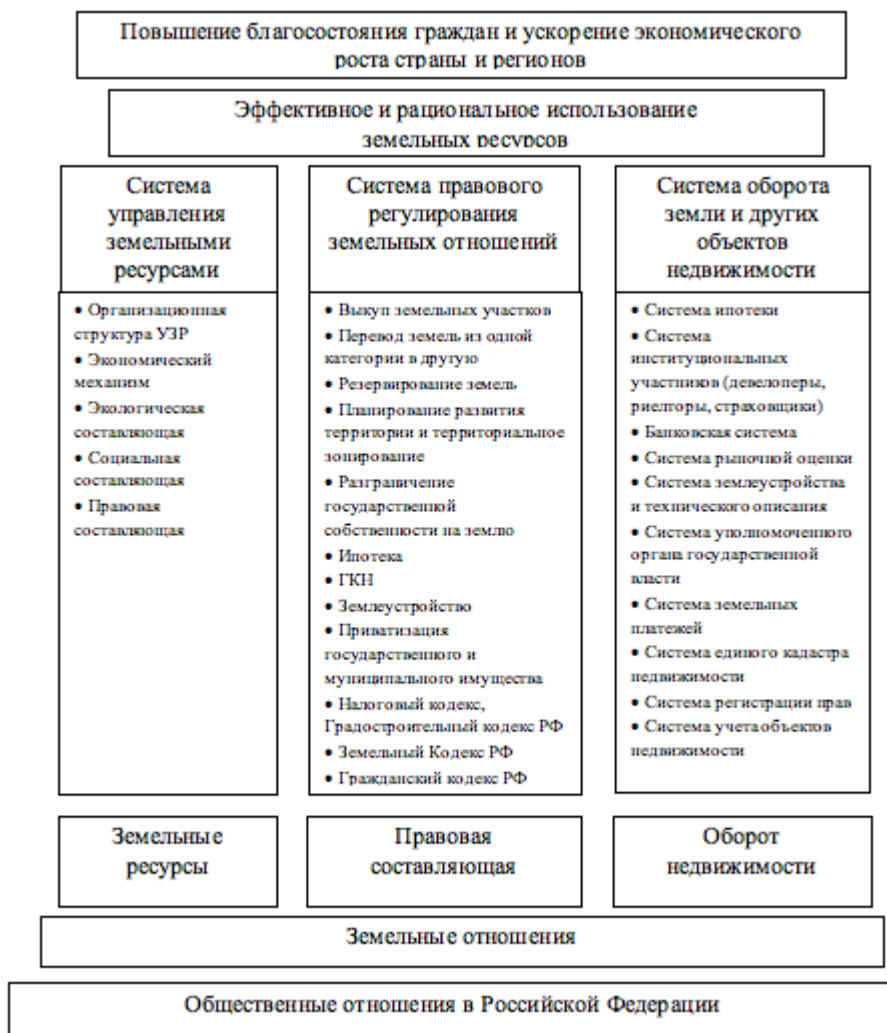 Повышение благосостояния граждан и ускорение экономического
роста страны и регионов
Эффективное и рациональное использование
земельных ресурсов
Система
управления
земельными
ресурсами
• Организационная
структура УЗР
• Экономический
механизм
• Экологическая
составляющая
• Социальная
составляющая
• Правовая
составляющая
Система правового
регулирования
земельных отношений
• Выкуп земельных участков
• Перевод земель из одной
категории в другую
• Резервирование земель
• Планирование развития
территории и территориальное
зонирование
• Разграничение
государственной
собственности на землю
• Ипотека
• ГКН
• Землеустройство
• Приватизация
государственного и
муниципального имущества
• Налоговый кодекс,
Градостроительный кодекс РФ
• Земельный Кодекс РФ
• Гражданский кодекс РФ
Система оборота
земли и других
объектов
недвижимости
• Система ипотеки
• Система
институциональных
участников (девелоперы,
риелторы, страховщики)
• Банковская система
• Система рыночной оценки
• Система землеустройства
и технического описания
• Система уполномоченного
органа государственной
власти
• Система земельных
платежей
• Система единого кадастра
недвижимости
• Система регистрации прав
• Система учета объектов
недвижимости
Земельные
ресурсы
Правовая
составляющая
Оборот
недвижимости
Земельные отношения
Общественные отношения в Российской Федерации